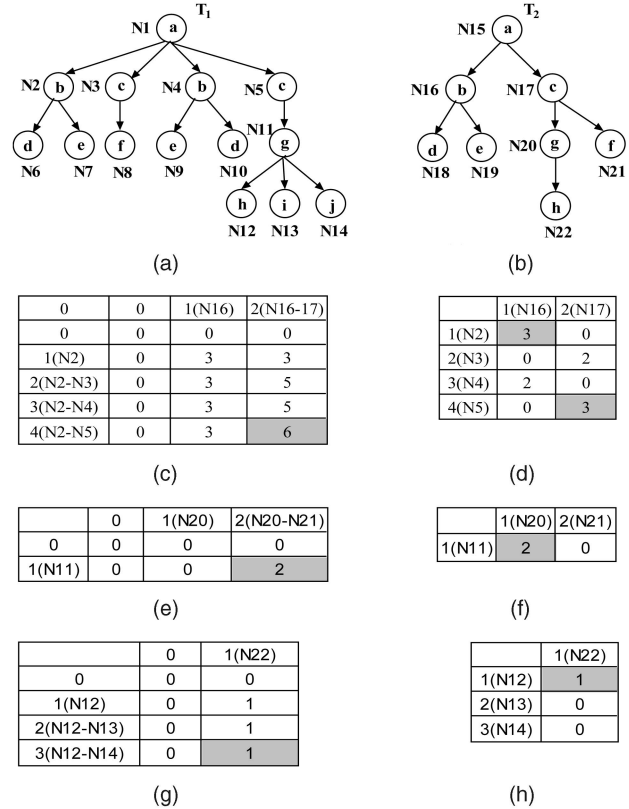 T1 T2
N1 a N15 a
N2 b N3 c N4 b N5 c N16 b N17 c
d e f e d N11 g d e N20 g f
N6 N7 N8 N9 N10 N18 N19 N21
h i j h
N12 N13 N14 N22
(a) (b)
0 0 1(N16) 2(N16-17)
0 0 0 0
1(N2) 0 3 3
2(N2-N3) 0 3 5
3(N2-N4) 0 3 5
4(N2-N5) 0 3 6
(c)
1(N16) 2(N17)
1(N2) 3 0
2(N3) 0 2
3(N4) 2 0
4(N5) 0 3
(d)
0 1(N20) 2(N20-N21)
0 0 0 0
1(N11) 0 0 2
(e)
1(N20) 2(N21)
1(N11) 2 0
(f)
0 1(N22)
0 0 0
1(N12) 0 1
2(N12-N13) 0 1
3(N12-N14) 0 1
(g)
1(N22)
1(N12) 1
2(N13) 0
3(N14) 0
(h)